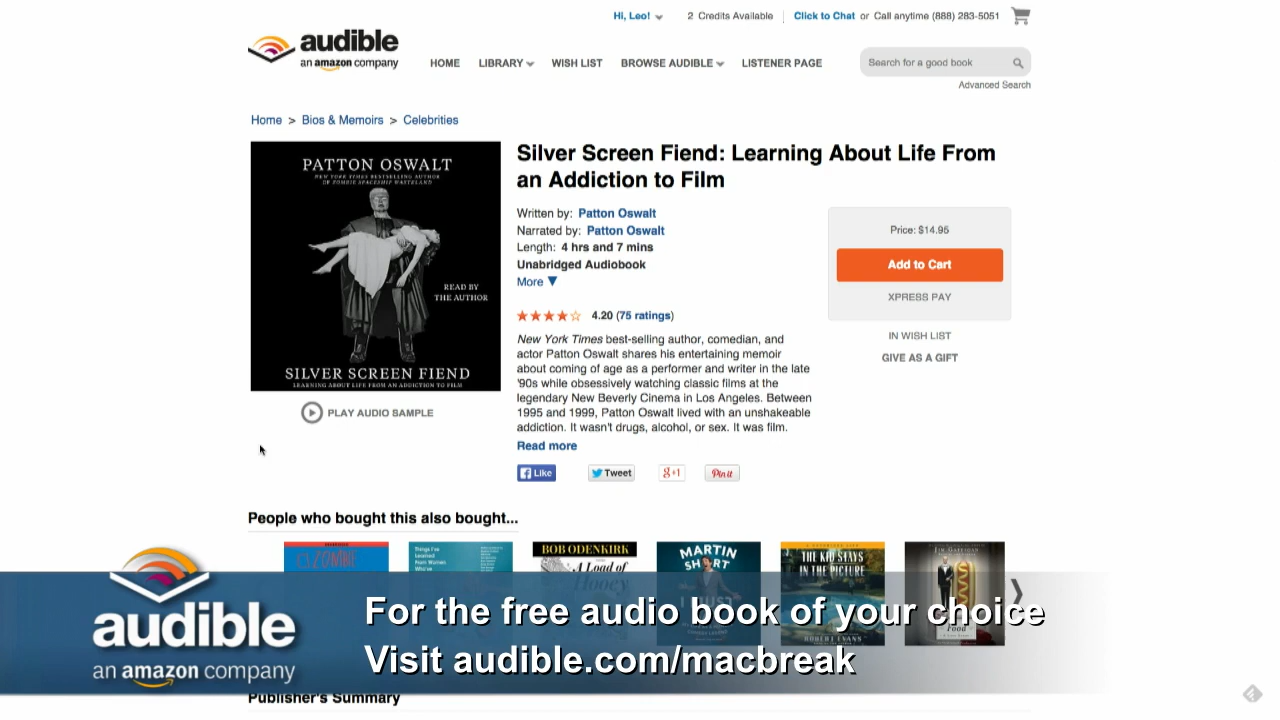 Hi, Leo! 2 Credits Available Click to Chat or Call anytime (888) 283-5051
audible
an amazon company
HOME LIBRARY WISH LIST BROWSE AUDIBLE LISTENER PAGE
Search for a good book
Advanced Search
Home > Bios & Memoirs > Celebrities
PATTON OSWALT
NEW YORK TIMES BESTSELLING AUTHOR
OF ZOMBIE SPACESHIP WASTELAND
READ BY
THE AUTHOR
SILVER SCREEN FIEND
LEARNING ABOUT LIFE FROM AN ADDICTION TO FILM
PLAY AUDIO SAMPLE
Silver Screen Fiend: Learning About Life From
an Addiction to Film
Written by: Patton Oswalt
Narrated by: Patton Oswalt
Length: 4 hrs and 7 mins
Unabridged Audiobook
More
4.20 (75 ratings)
New York Times best-selling author, comedian, and
actor Patton Oswalt shares his entertaining memoir
about coming of age as a performer and writer in the late
'90s while obsessively watching classic films at the
legendary New Beverly Cinema in Los Angeles. Between
1995 and 1999, Patton Oswalt lived with an unshakeable
addiction. It wasn't drugs, alcohol, or sex. It was film.
Read more
Like Tweet g+1 Pin it
Price: $14.95
Add to Cart
XPRESS PAY
IN WISH LIST
GIVE AS A GIFT
People who bought this also bought...
ZOMBIE
Things I've
Learned
From Women
Who've
BOB ODENKIRK
A Load of
Hooey
MARTIN
SHORT
I MUST
THE KID STAYS
IN THE PICTURE
ROBERT EVANS
JIM GAFFIGAN
Food
audible
an amazon company
For the free audio book of your choice
Visit audible.com/macbreak
Publisher's Summary